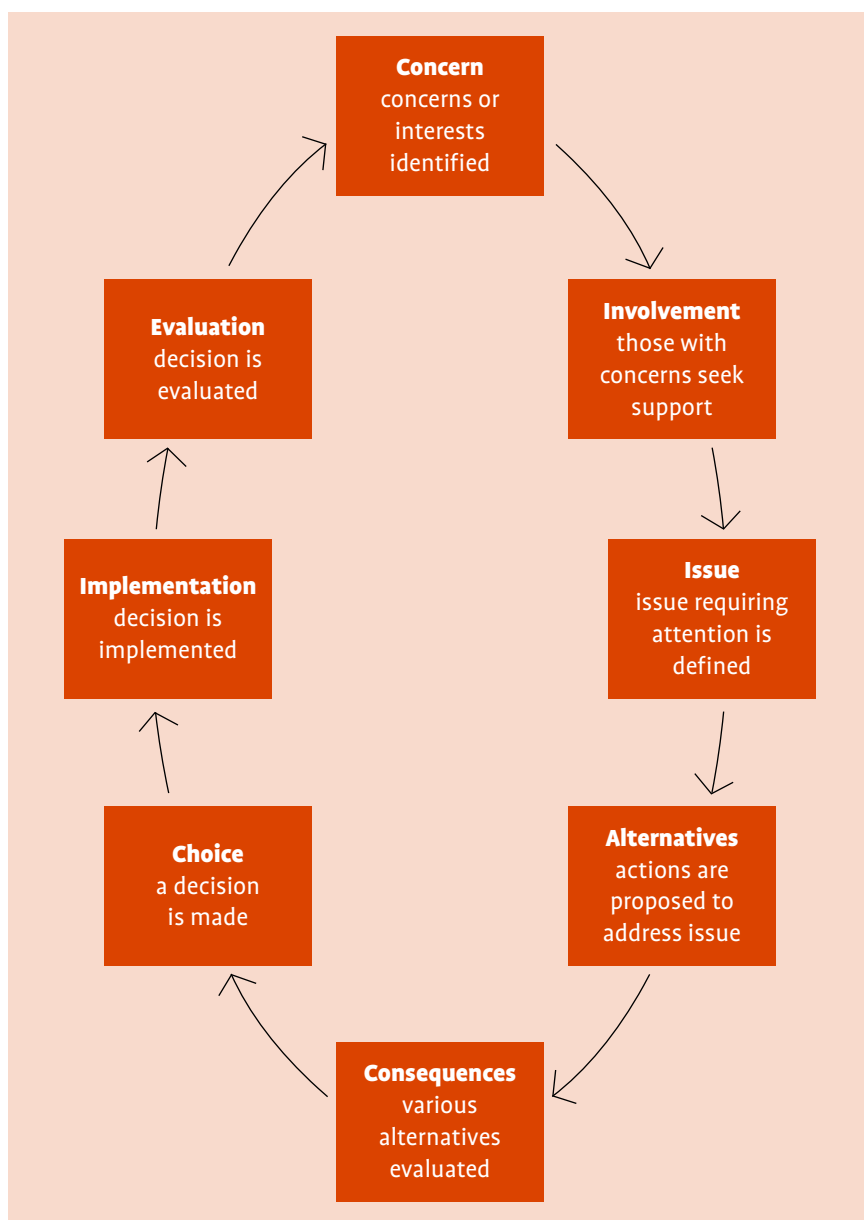 Concern
concerns or
interests
identified
Involvement
those with
concerns seek
support
Issue
issue requiring
attention is
defined
Alternatives
actions are
proposed to
address issue
Consequences
various
alternatives
evaluated
Choice
a decision
is made
Implementation
decision is
implemented
Evaluation
decision is
evaluated